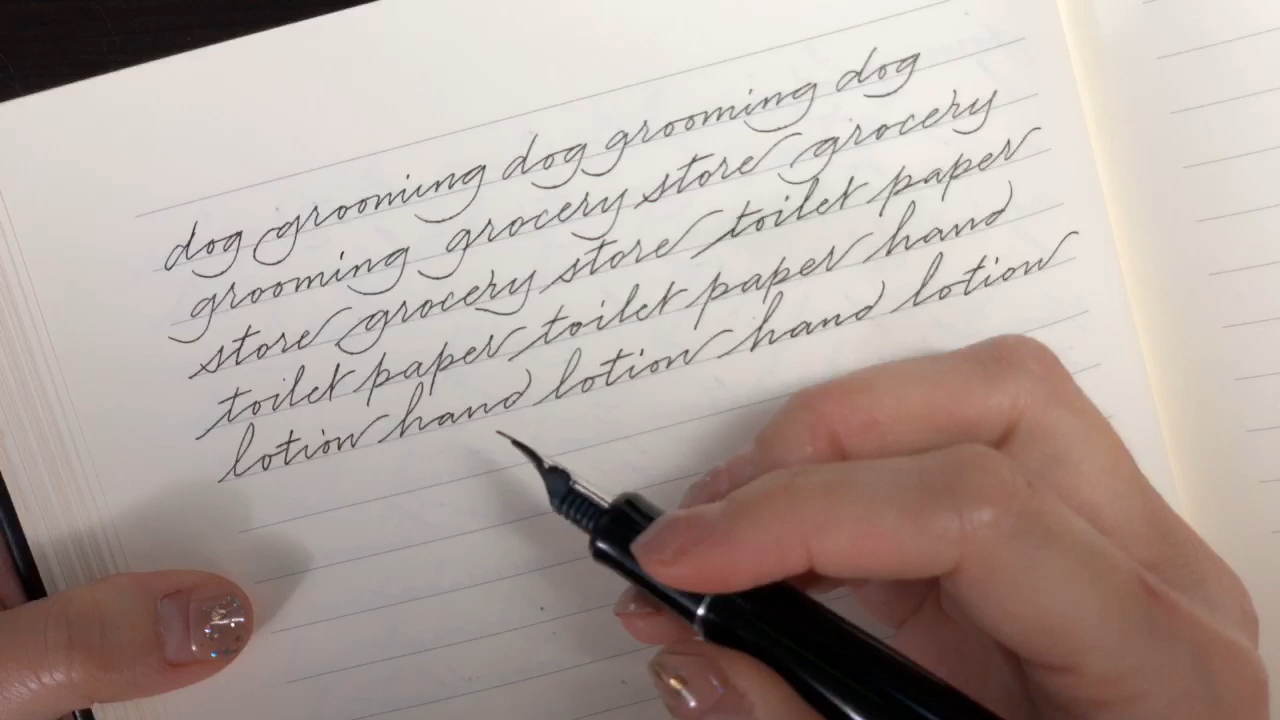 dog grooming dog grooming dog
grooming grocery store grocery
store grocery store toilet paper
toilet paper toilet paper hand
lotion hand lotion hand lotion